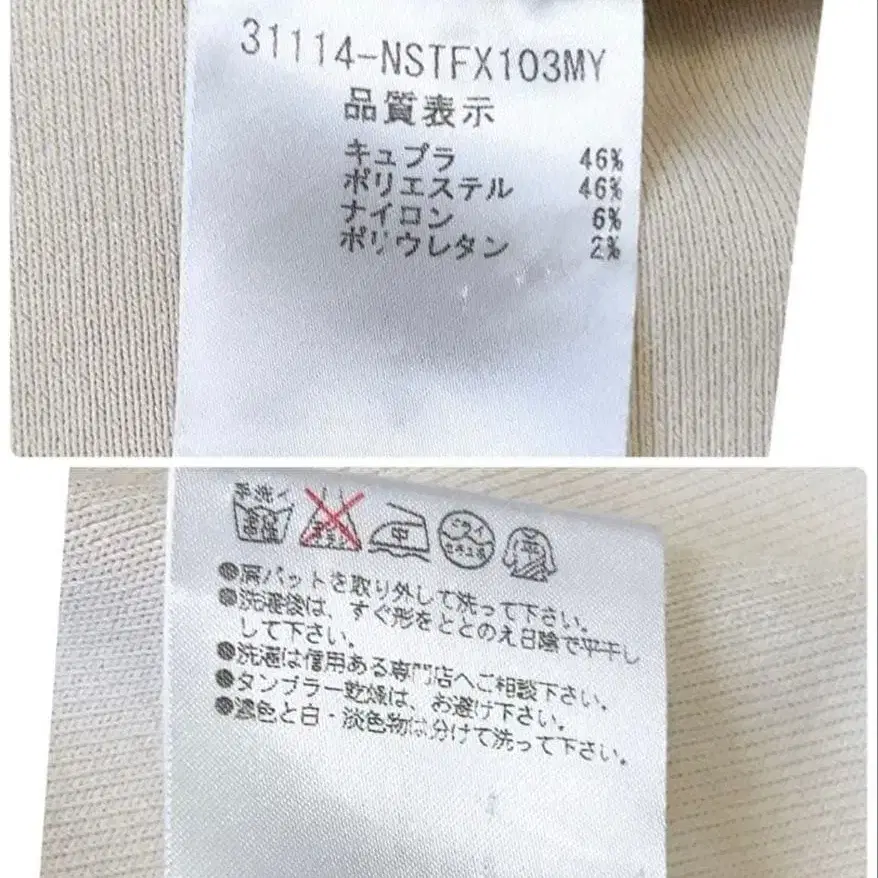 31114-NSTFX103MY
品質表示
キュプラ 46%
ポリエステル 46%
ナイロン 6%
ポリウレタン 2%
手洗イ
中
●肩パットを取り外して洗って下さい。
●洗濯後は、すぐ形をととのえ日陰で平干し
して下さい。
●洗濯は信用ある専門店へご相談下さい。
●タンブラー乾燥は、お避け下さい。
●濃色と白・淡色物は分けて洗って下さい。